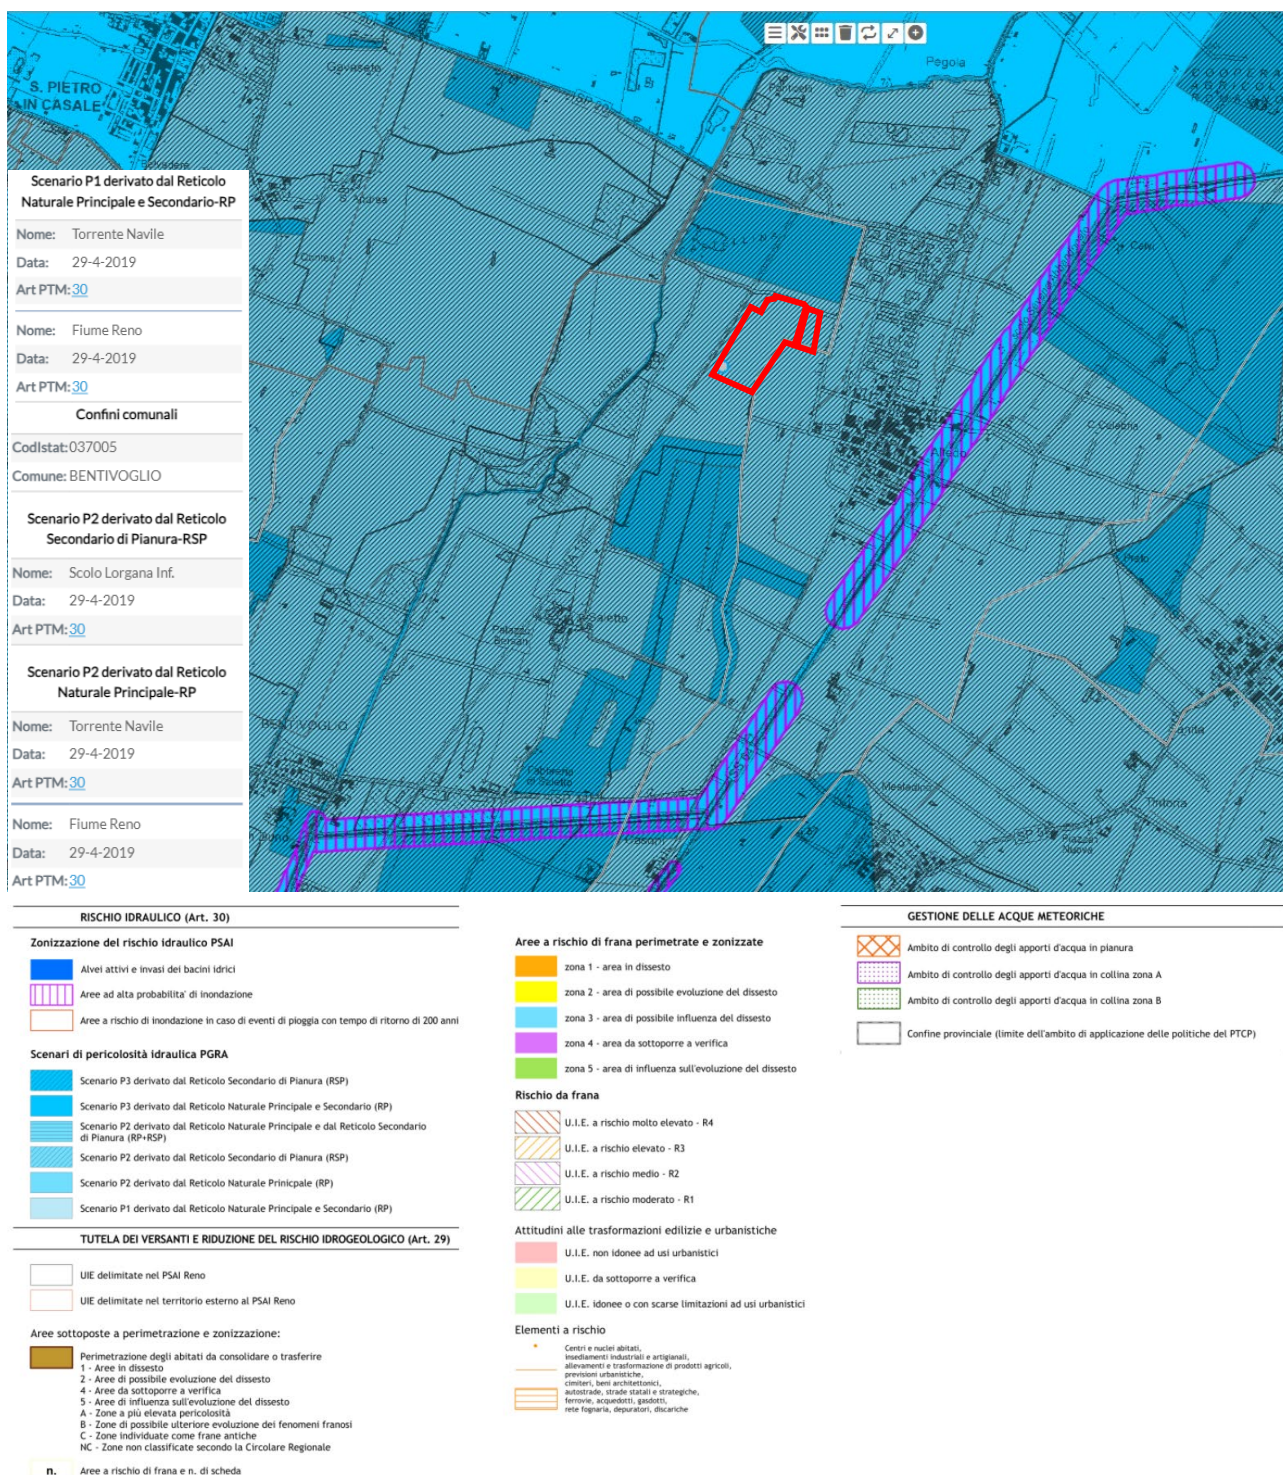 Gavaseto
Pegola
S. PIETRO
IN CASALE
COOPERA
AGRICOL
Belvedere
Scenario P1 derivato dal Reticolo
Naturale Principale e Secondario-RP
Nome: Torrente Navile
Data: 29-4-2019
Art PTM: 30
Nome: Fiume Reno
Data: 29-4-2019
Art PTM: 30
Confini comunali
CodIstat: 037005
Comune: BENTIVOGLIO
Scenario P2 derivato dal Reticolo
Secondario di Pianura-RSP
Nome: Scolo Lorgana Inf.
Data: 29-4-2019
Art PTM: 30
Scenario P2 derivato dal Reticolo
Naturale Principale-RP
Nome: Torrente Navile
Data: 29-4-2019
Art PTM: 30
Nome: Fiume Reno
Data: 29-4-2019
Art PTM: 30
S. Andrea
Altedo
Saletto
Palazzo
BENTIVOGLIO
di Saletto
Tintoria
Nuova
RISCHIO IDRAULICO (Art. 30)
Zonizzazione del rischio idraulico PSAI
Alvei attivi e invasi dei bacini idrici
Aree ad alta probabilita' di inondazione
Aree a rischio di inondazione in caso di eventi di pioggia con tempo di ritorno di 200 anni
Scenari di pericolosità idraulica PGRA
Scenario P3 derivato dal Reticolo Secondario di Pianura (RSP)
Scenario P3 derivato dal Reticolo Naturale Principale e Secondario (RP)
Scenario P2 derivato dal Reticolo Naturale Principale e dal Reticolo Secondario
di Pianura (RP+RSP)
Scenario P2 derivato dal Reticolo Secondario di Pianura (RSP)
Scenario P2 derivato dal Reticolo Naturale Prinicpale (RP)
Scenario P1 derivato dal Reticolo Naturale Principale e Secondario (RP)
TUTELA DEI VERSANTI E RIDUZIONE DEL RISCHIO IDROGEOLOGICO (Art. 29)
UIE delimitate nel PSAI Reno
UIE delimitate nel territorio esterno al PSAI Reno
Aree sottoposte a perimetrazione e zonizzazione:
Perimetrazione degli abitati da consolidare o trasferire
1 - Aree in dissesto
2 - Aree di possibile evoluzione del dissesto
4 - Aree da sottoporre a verifica
5 - Aree di influenza sull'evoluzione del dissesto
A - Zone a più elevata pericolosità
B - Zone di possibile ulteriore evoluzione dei fenomeni franosi
C - Zone individuate come frane antiche
NC - Zone non classificate secondo la Circolare Regionale
n. Aree a rischio di frana e n. di scheda
Aree a rischio di frana perimetrate e zonizzate
zona 1 - area in dissesto
zona 2 - area di possibile evoluzione del dissesto
zona 3 - area di possibile influenza del dissesto
zona 4 - area da sottoporre a verifica
zona 5 - area di influenza sull'evoluzione del dissesto
Rischio da frana
U.I.E. a rischio molto elevato - R4
U.I.E. a rischio elevato - R3
U.I.E. a rischio medio - R2
U.I.E. a rischio moderato - R1
Attitudini alle trasformazioni edilizie e urbanistiche
U.I.E. non idonee ad usi urbanistici
U.I.E. da sottoporre a verifica
U.I.E. idonee o con scarse limitazioni ad usi urbanistici
Elementi a rischio
Centri e nuclei abitati,
insediamenti industriali e artigianali,
allevamenti e trasformazione di prodotti agricoli,
previsioni urbanistiche,
cimiteri, beni architettonici,
autostrade, strade statali e strategiche,
ferrovie, acquedotti, gasdotti,
rete fognaria, depuratori, discariche
GESTIONE DELLE ACQUE METEORICHE
Ambito di controllo degli apporti d'acqua in pianura
Ambito di controllo degli apporti d'acqua in collina zona A
Ambito di controllo degli apporti d'acqua in collina zona B
Confine provinciale (limite dell'ambito di applicazione delle politiche del PTCP)